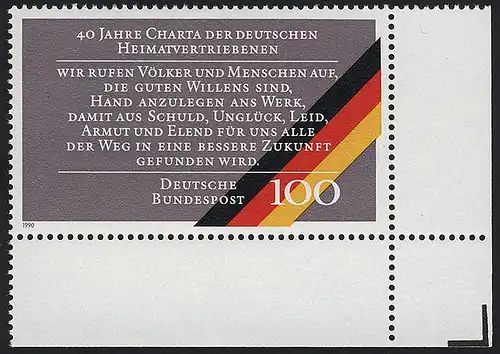 40 JAHRE CHARTA DER DEUTSCHEN
HEIMATVERTRIEBENEN
WIR RUFEN VÖLKER UND MENSCHEN AUF,
DIE GUTEN WILLENS SIND,
HAND ANZULEGEN ANS WERK,
DAMIT AUS SCHULD, UNGLÜCK, LEID,
ARMUT UND ELEND FÜR UNS ALLE
DER WEG IN EINE BESSERE ZUKUNFT
GEFUNDEN WIRD.
DEUTSCHE
BUNDESPOST 100
1990